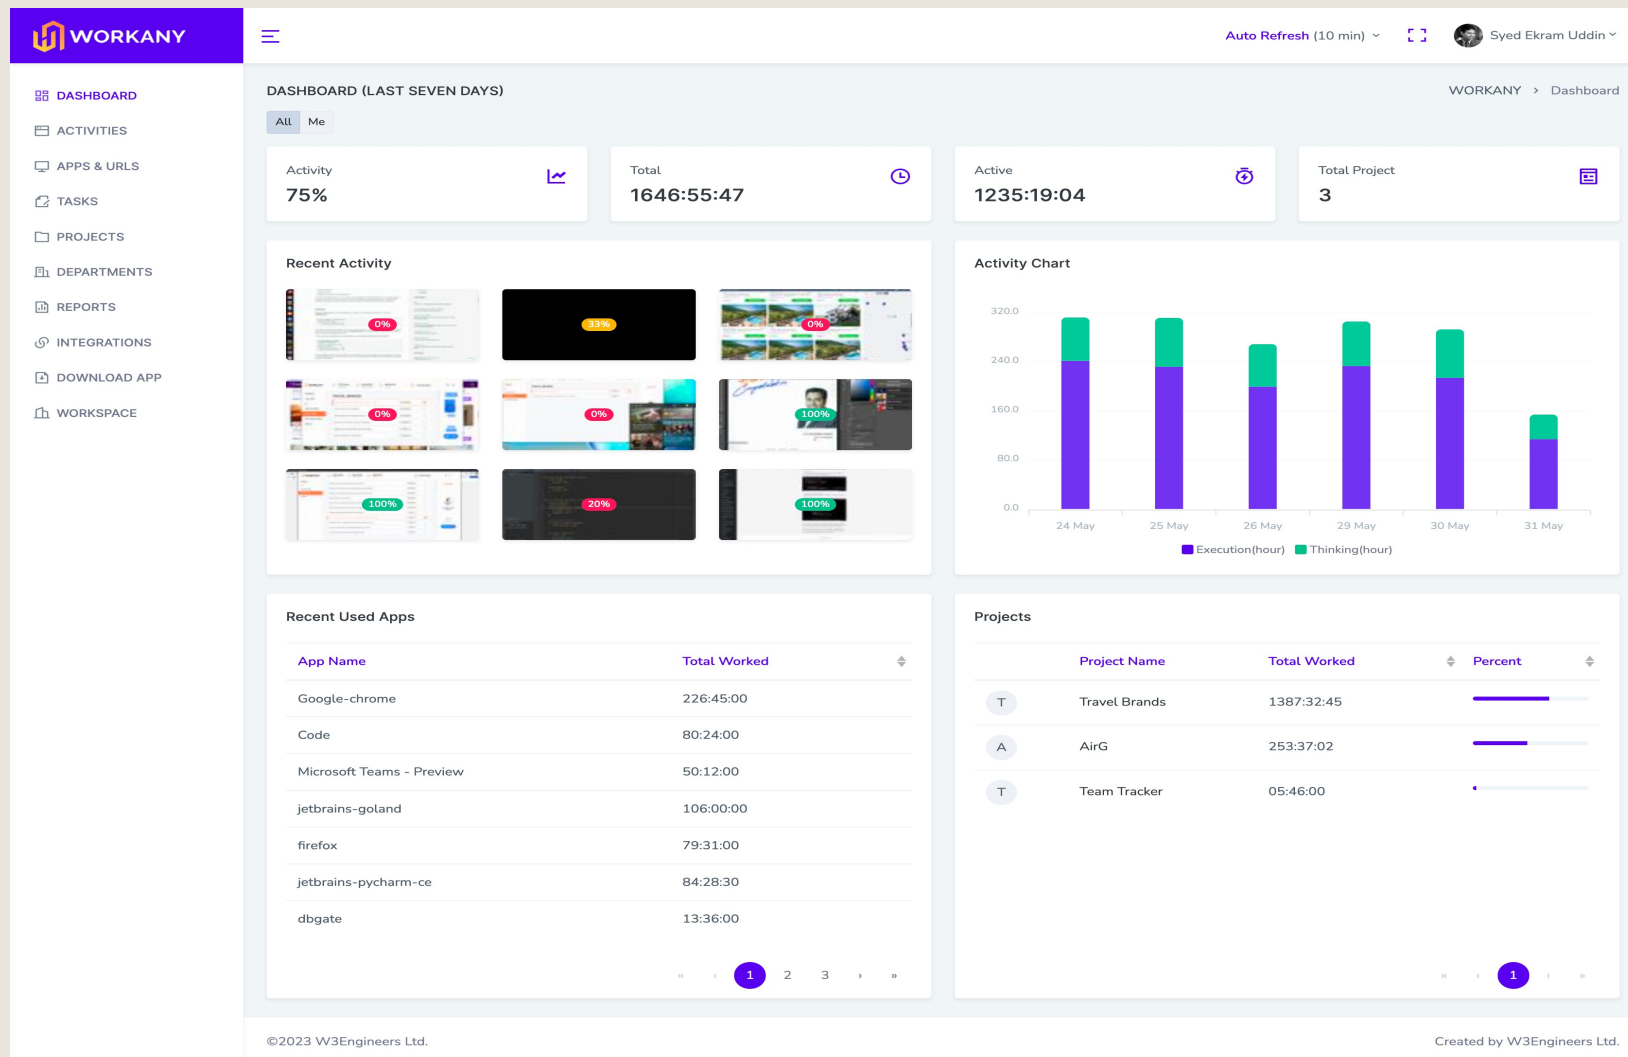 WORKANY
Auto Refresh (10 min)
Syed Ekram Uddin
DASHBOARD
ACTIVITIES
APPS & URLS
TASKS
PROJECTS
DEPARTMENTS
REPORTS
INTEGRATIONS
DOWNLOAD APP
WORKSPACE
DASHBOARD (LAST SEVEN DAYS)
WORKANY > Dashboard
All Me
Activity
75%
Total
1646:55:47
Active
1235:19:04
Total Project
3
Recent Activity
0% 33% 0%
0% 0% 100%
100% 20% 100%
Activity Chart
320.0
240.0
160.0
80.0
0.0
24 May 25 May 26 May 29 May 30 May 31 May
Execution(hour) Thinking(hour)
Recent Used Apps
App Name Total Worked
Google-chrome 226:45:00
Code 80:24:00
Microsoft Teams - Preview 50:12:00
jetbrains-goland 106:00:00
firefox 79:31:00
jetbrains-pycharm-ce 84:28:30
dbgate 13:36:00
« ‹ 1 2 3 › »
Projects
Project Name Total Worked Percent
T Travel Brands 1387:32:45
A AirG 253:37:02
T Team Tracker 05:46:00
« ‹ 1 › »
©2023 W3Engineers Ltd.
Created by W3Engineers Ltd.